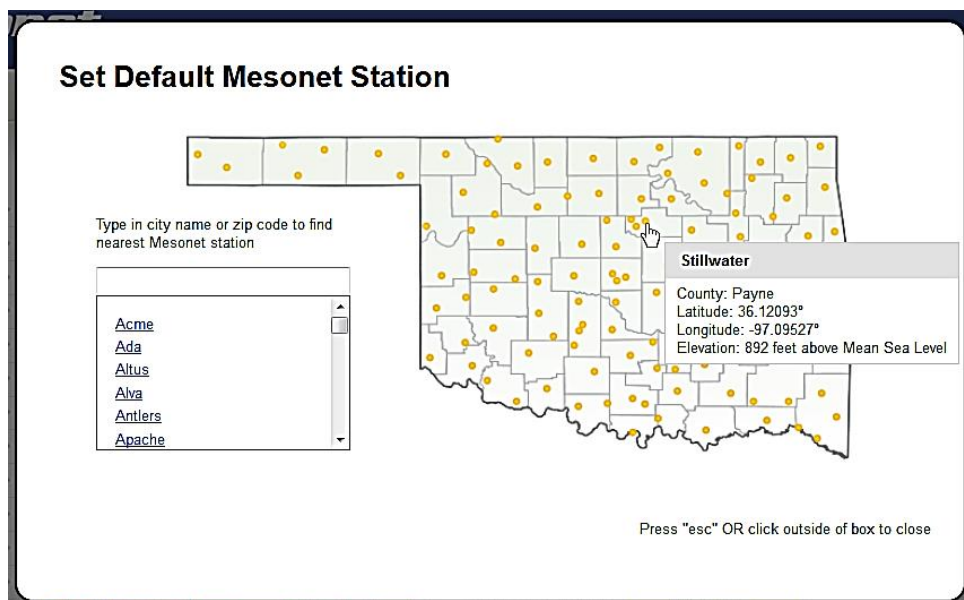 Set Default Mesonet Station
Type in city name or zip code to find
nearest Mesonet station
Acme
Ada
Altus
Alva
Antlers
Apache
Stillwater
County: Payne
Latitude: 36.12093°
Longitude: -97.09527°
Elevation: 892 feet above Mean Sea Level
Press "esc" OR click outside of box to close